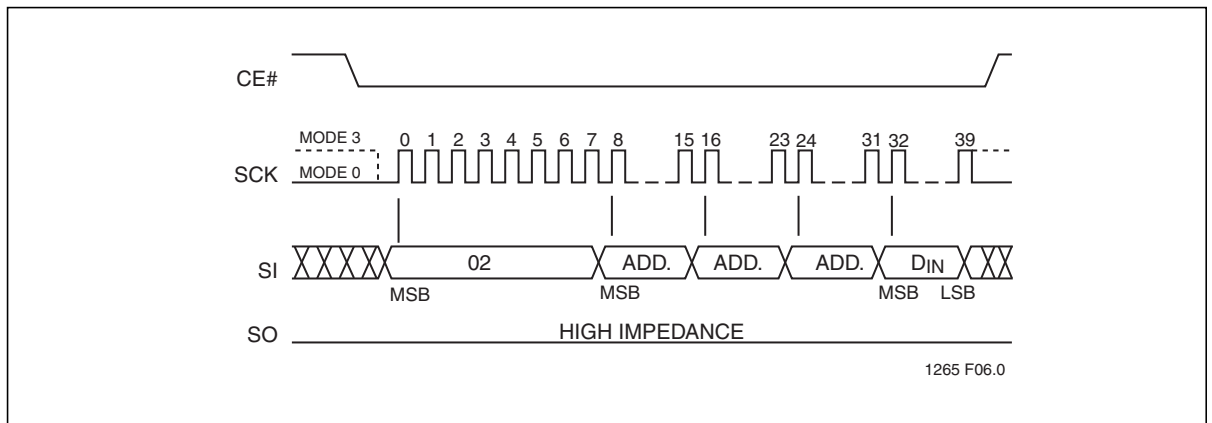 CE#
MODE 3
0 1 2 3 4 5 6 7 8 15 16 23 24 31 32 39
SCK
MODE 0
SI
02 ADD. ADD. ADD. DIN
MSB MSB MSB LSB
SO
HIGH IMPEDANCE
1265 F06.0